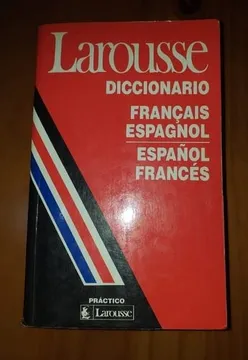 Larousse
DICCIONARIO
FRANÇAIS
ESPAGNOL
ESPAÑOL
FRANCÉS
PRÁCTICO
Larousse